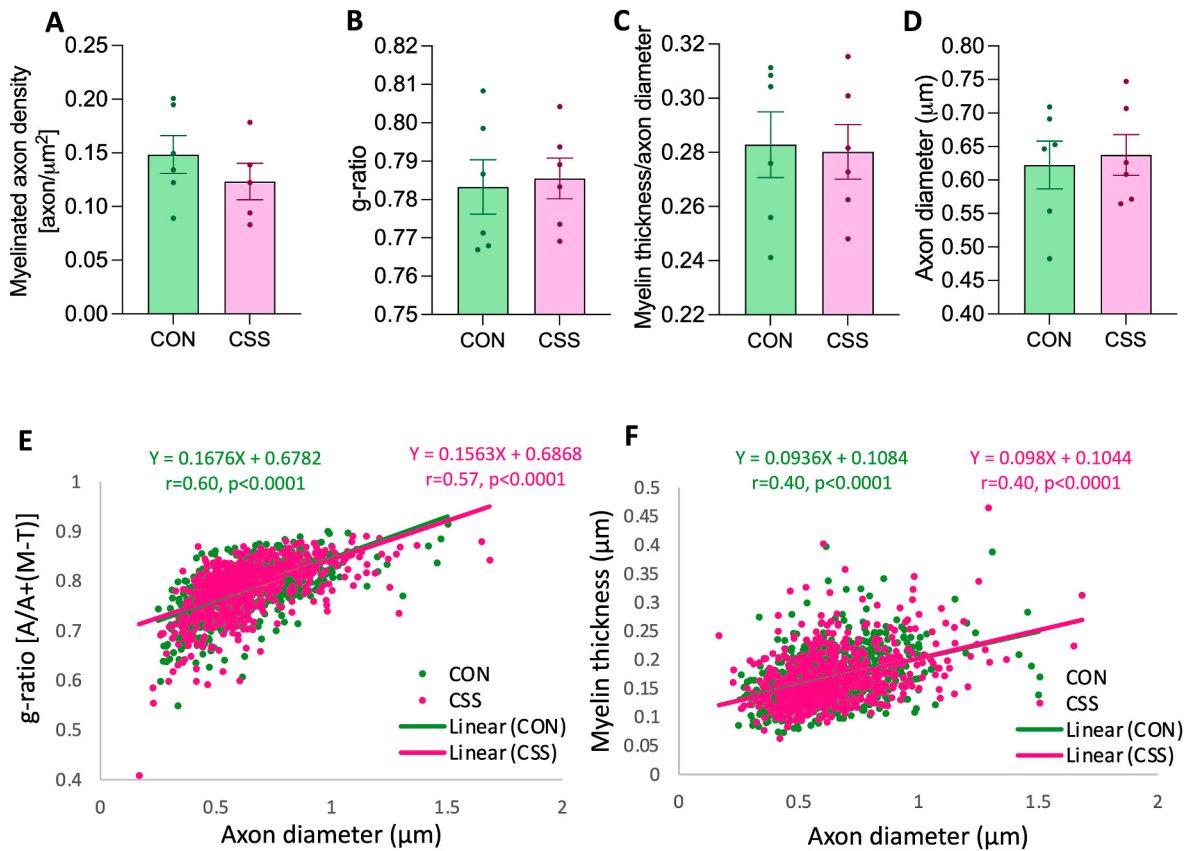 A
Myelinated axon density
[axon/μm²]
0.25
0.20
0.15
0.10
0.05
0.00
CON CSS
B
g-ratio
0.82
0.81
0.80
0.79
0.78
0.77
0.76
0.75
CON CSS
C
Myelin thickness/axon diameter
0.32
0.30
0.28
0.26
0.24
0.22
CON CSS
D
Axon diameter (μm)
0.80
0.75
0.70
0.65
0.60
0.55
0.50
0.45
0.40
CON CSS
E
Y = 0.1676X + 0.6782
r=0.60, p<0.0001
Y = 0.1563X + 0.6868
r=0.57, p<0.0001
g-ratio [A/A+(M-T)]
1
0.9
0.8
0.7
0.6
0.5
0.4
CON
CSS
Linear (CON)
Linear (CSS)
0 0.5 1 1.5 2
Axon diameter (μm)
F
Y = 0.0936X + 0.1084
r=0.40, p<0.0001
Y = 0.098X + 0.1044
r=0.40, p<0.0001
Myelin thickness (μm)
0.5
0.45
0.4
0.35
0.3
0.25
0.2
0.15
0.1
0.05
0
CON
CSS
Linear (CON)
Linear (CSS)
0 0.5 1 1.5 2
Axon diameter (μm)